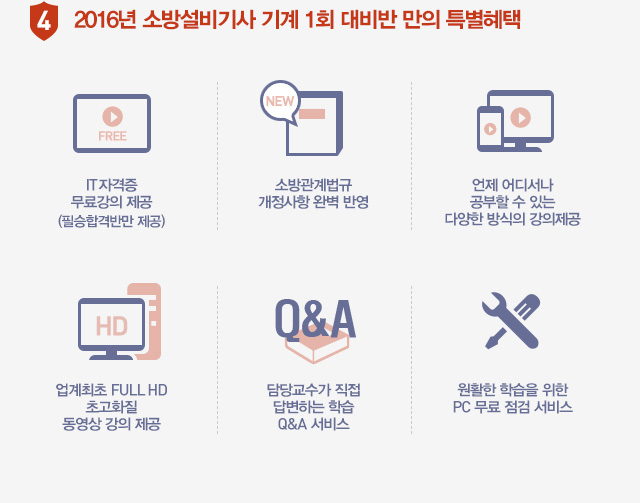 4 2016년 소방설비기사 기계 1회 대비반 만의 특별혜택
FREE
IT자격증
무료강의 제공
(필승합격반만 제공)
NEW
소방관계법규
개정사항 완벽 반영
언제 어디서나
공부할 수 있는
다양한 방식의 강의제공
HD
업계최초 FULL HD
초고화질
동영상 강의 제공
Q&A
담당교수가 직접
답변하는 학습
Q&A 서비스
원활한 학습을 위한
PC 무료 점검 서비스